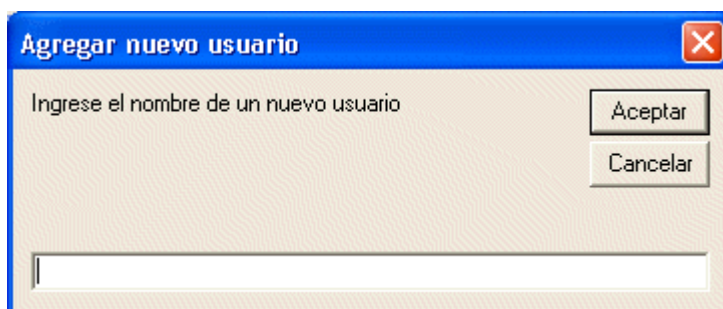 Agregar nuevo usuario
Ingrese el nombre de un nuevo usuario
Aceptar
Cancelar